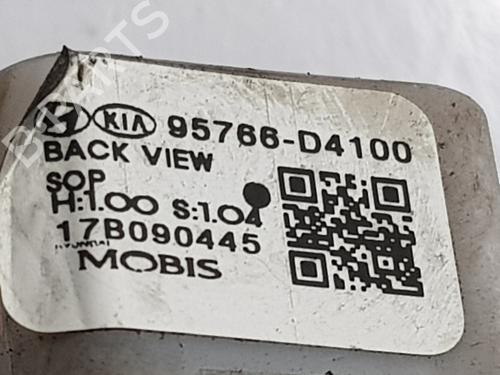 KIA 95766-D4100
BACK VIEW
SOP
H:1.00 S:1.04
17B090445
HYUNDAI
MOBIS